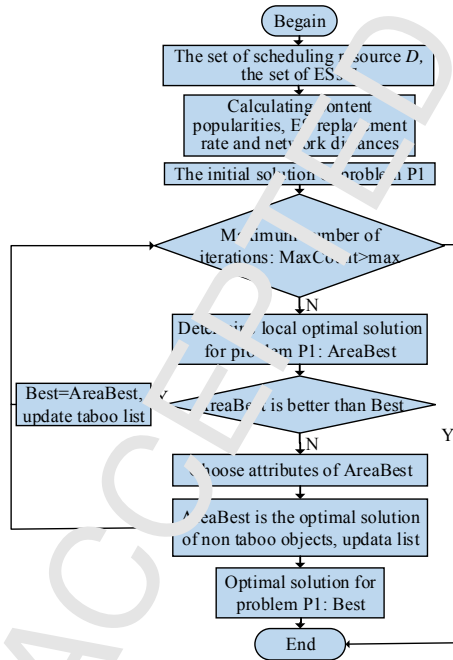 Begain
The set of scheduling resource D,
the set of
Calculating content
popularities, replacement
rate and network distances
The initial solution problem P1
Maximum number of
iterations: MaxCount>max
N
Determine local optimal solution
for problem P1: AreaBest
Best=AreaBest,
update taboo list
AreaBest is better than Best
Y
N
Choose attributes of AreaBest
AreaBest is the optimal solution
of non taboo objects, updata list
Optimal solution for
problem P1: Best
End
ACCEPTED